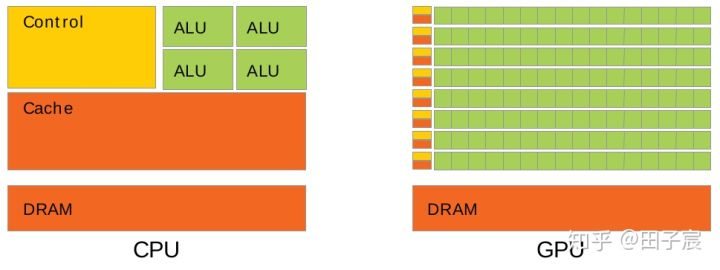 Control
ALU
ALU
ALU
ALU
Cache
DRAM
CPU
DRAM
GPU
知乎 @田子宸